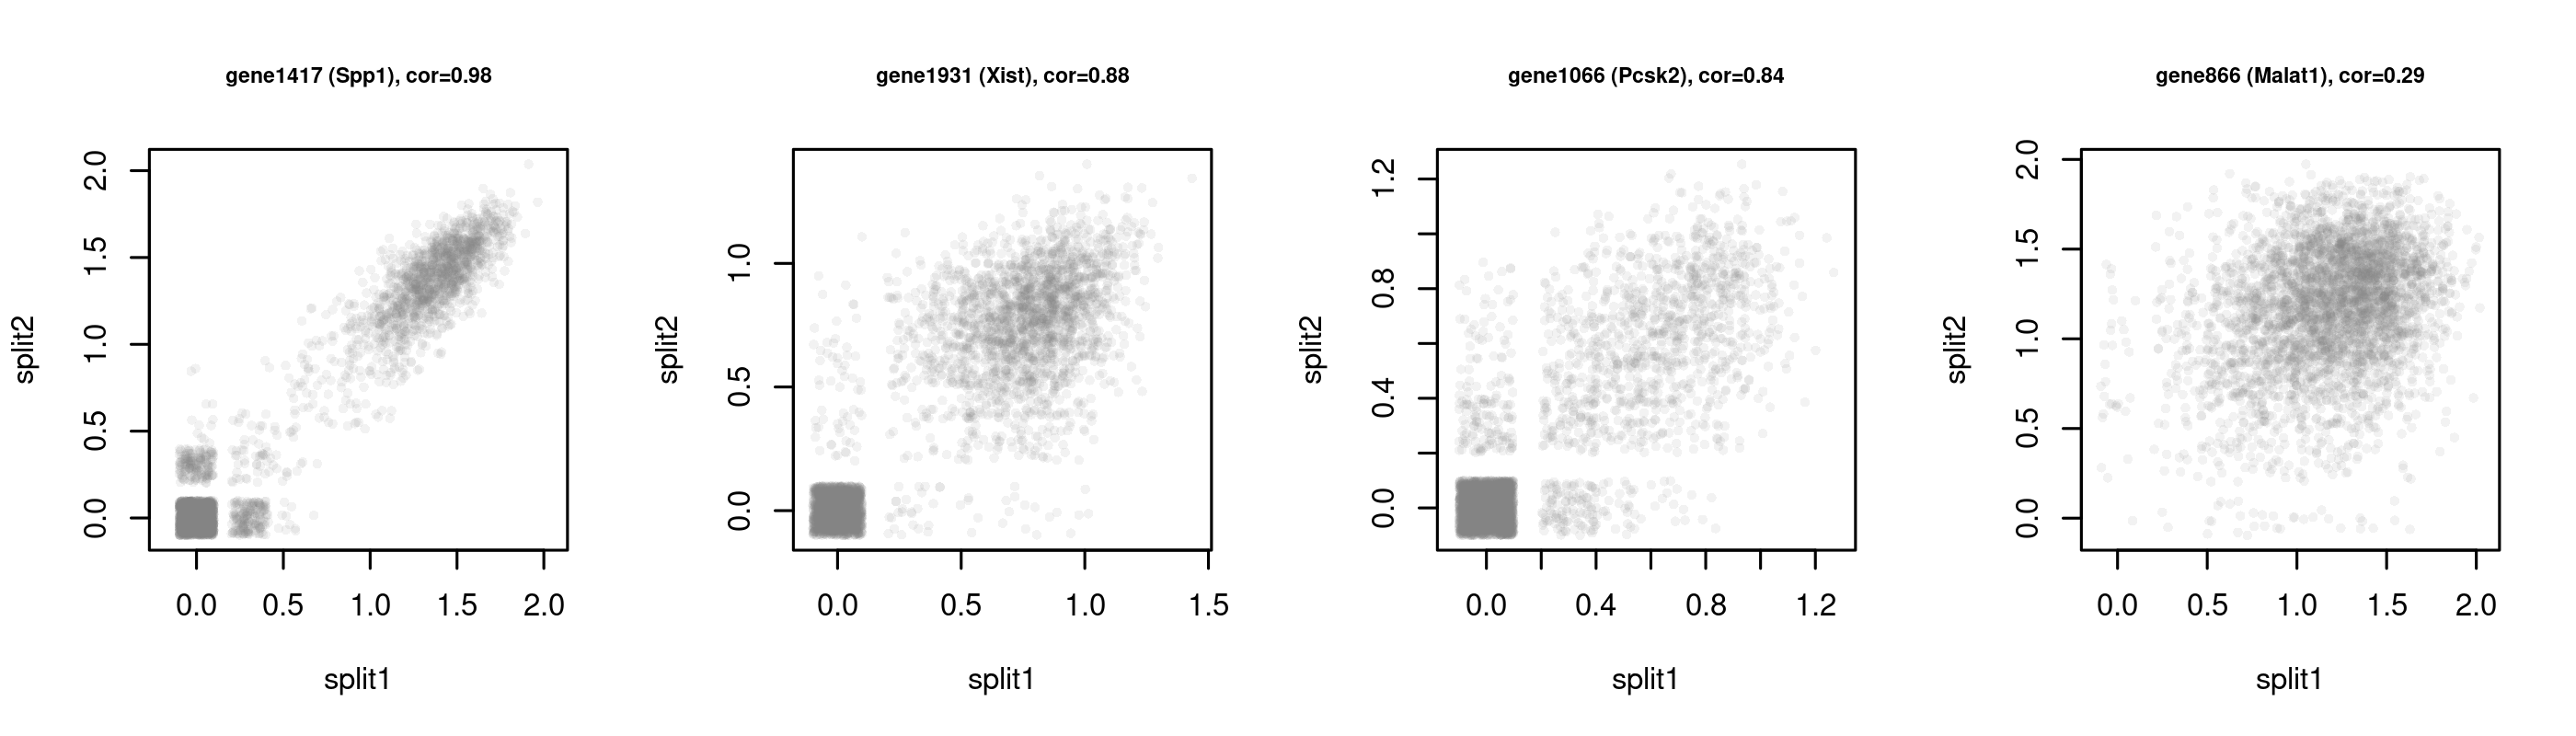 gene1417 (Spp1), cor=0.98
split2
2.0
1.5
1.0
0.5
0.0
0.0 0.5 1.0 1.5 2.0
split1
gene1931 (Xist), cor=0.88
split2
1.0
0.5
0.0
0.0 0.5 1.0 1.5
split1
gene1066 (Pcsk2), cor=0.84
split2
1.2
0.8
0.4
0.0
0.0 0.4 0.8 1.2
split1
gene866 (Malat1), cor=0.29
split2
2.0
1.5
1.0
0.5
0.0
0.0 0.5 1.0 1.5 2.0
split1